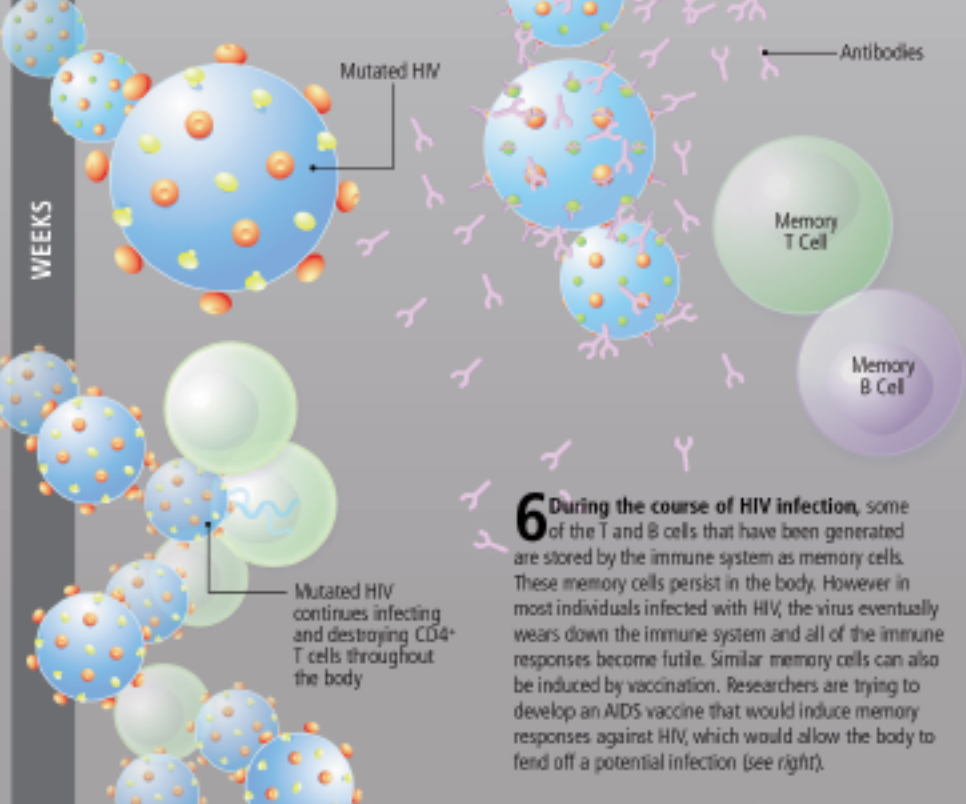 Mutated HIV
Antibodies
WEEKS
Memory
T Cell
Memory
B Cell
Mutated HIV
continues infecting
and destroying CD4+
T cells throughout
the body
6 During the course of HIV infection, some
of the T and B cells that have been generated
are stored by the immune system as memory cells.
These memory cells persist in the body. However in
most individuals infected with HIV, the virus eventually
wears down the immune system and all of the immune
responses become futile. Similar memory cells can also
be induced by vaccination. Researchers are trying to
develop an AIDS vaccine that would induce memory
responses against HIV, which would allow the body to
fend off a potential infection (see right).